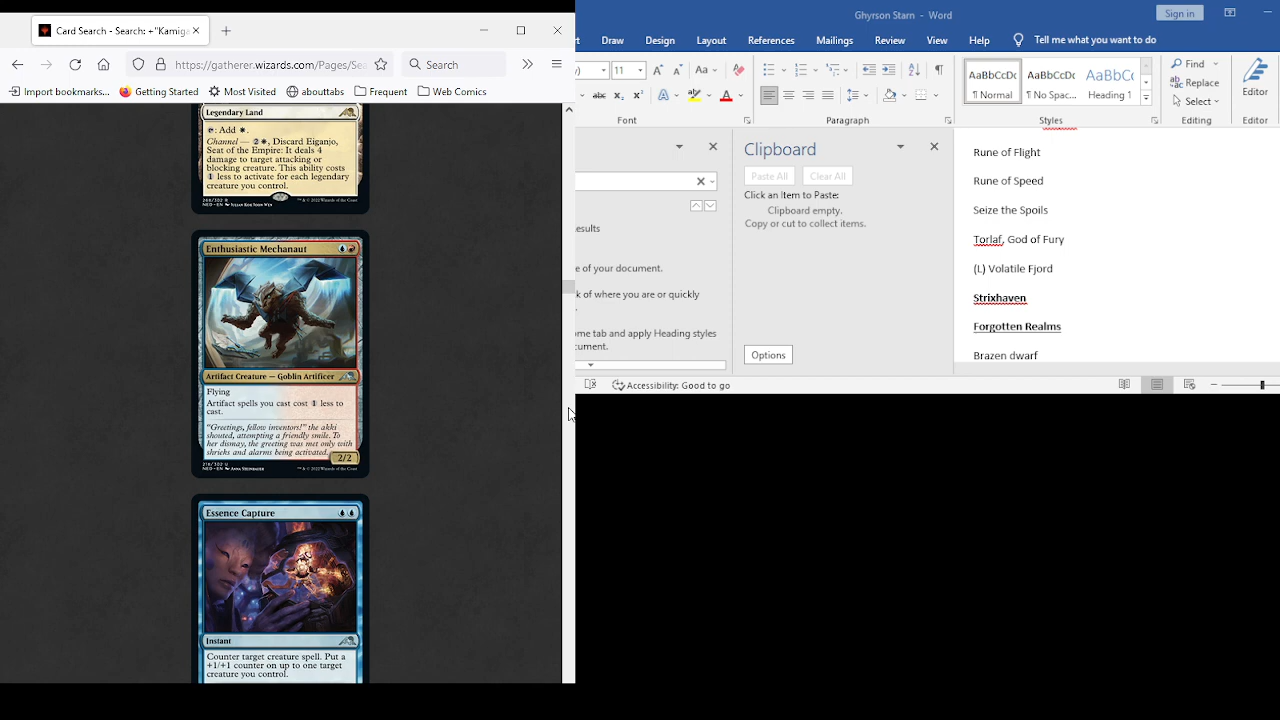 Card Search - Search: +"Kamiga
https://gatherer.wizards.com/Pages/Sea
Search
Import bookmarks...
Getting Started
Most Visited
abouttabs
Frequent
Web Comics
Legendary Land
: Add
Channel — 2, Discard Eiganjo,
Seat of the Empire: It deals 4
damage to target attacking or
blocking creature. This ability costs
1 less to activate for each legendary
creature you control.
Enthusiastic Mechanaut
Artifact Creature — Goblin Artificer
Flying
Artifact spells you cast cost 1 less to
cast.
"Greetings, fellow inventors!" the akki
shouted, attempting a friendly smile. To
her dismay, the greeting was met only with
shrieks and alarms being activated.
2/2
Essence Capture
Instant
Counter target creature spell. Put a
+1/+1 counter on up to one target
creature you control.
Ghyrson Starn - Word
Sign in
Draw
Design
Layout
References
Mailings
Review
View
Help
Tell me what you want to do
11
Aa
abc
x₂
x²
AaBbCcDc
¶ Normal
AaBbCcDc
¶ No Spac...
AaBbCc
Heading 1
Find
Replace
Select
Editor
Font
Paragraph
Styles
Editing
Editor
esults
e of your document.
k of where you are or quickly
ome tab and apply Heading styles
cument.
Clipboard
Paste All
Clear All
Click an Item to Paste:
Clipboard empty.
Copy or cut to collect items.
Options
Rune of Flight
Rune of Speed
Seize the Spoils
Torlaf, God of Fury
(L) Volatile Fjord
Strixhaven
Forgotten Realms
Brazen dwarf
Accessibility: Good to go